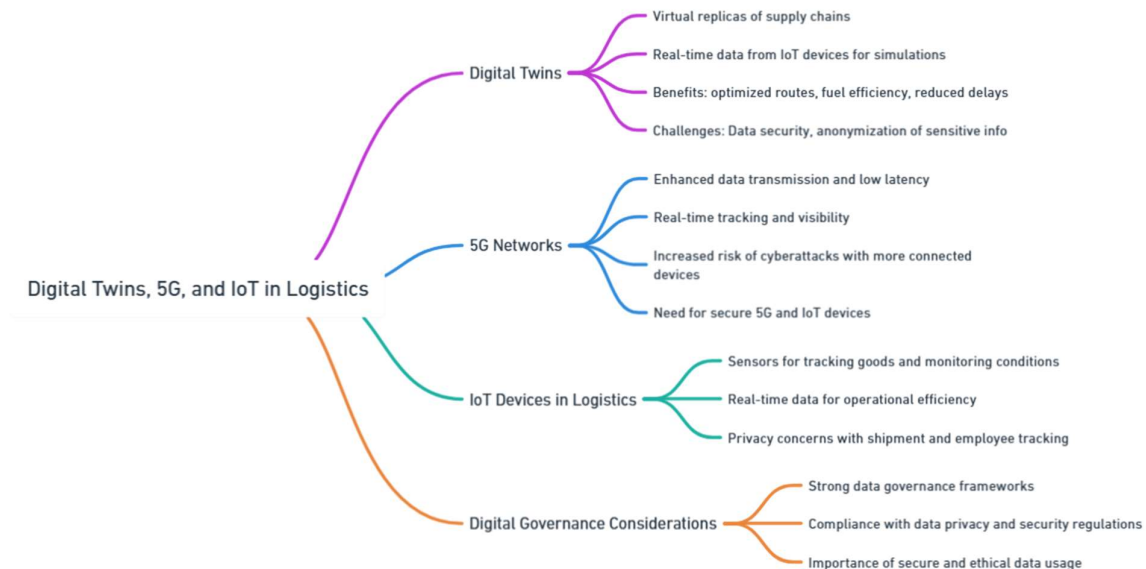 Digital Twins, 5G, and IoT in Logistics
Digital Twins
Virtual replicas of supply chains
Real-time data from IoT devices for simulations
Benefits: optimized routes, fuel efficiency, reduced delays
Challenges: Data security, anonymization of sensitive info
5G Networks
Enhanced data transmission and low latency
Real-time tracking and visibility
Increased risk of cyberattacks with more connected
devices
Need for secure 5G and IoT devices
IoT Devices in Logistics
Sensors for tracking goods and monitoring conditions
Real-time data for operational efficiency
Privacy concerns with shipment and employee tracking
Digital Governance Considerations
Strong data governance frameworks
Compliance with data privacy and security regulations
Importance of secure and ethical data usage